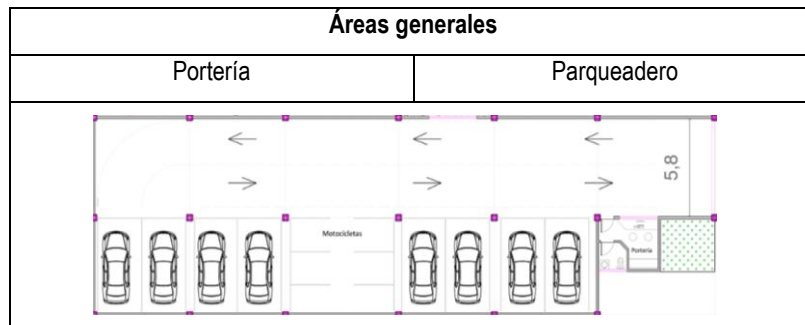 Áreas generales
Portería
Parqueadero
5,8
Motocicletas
Portería